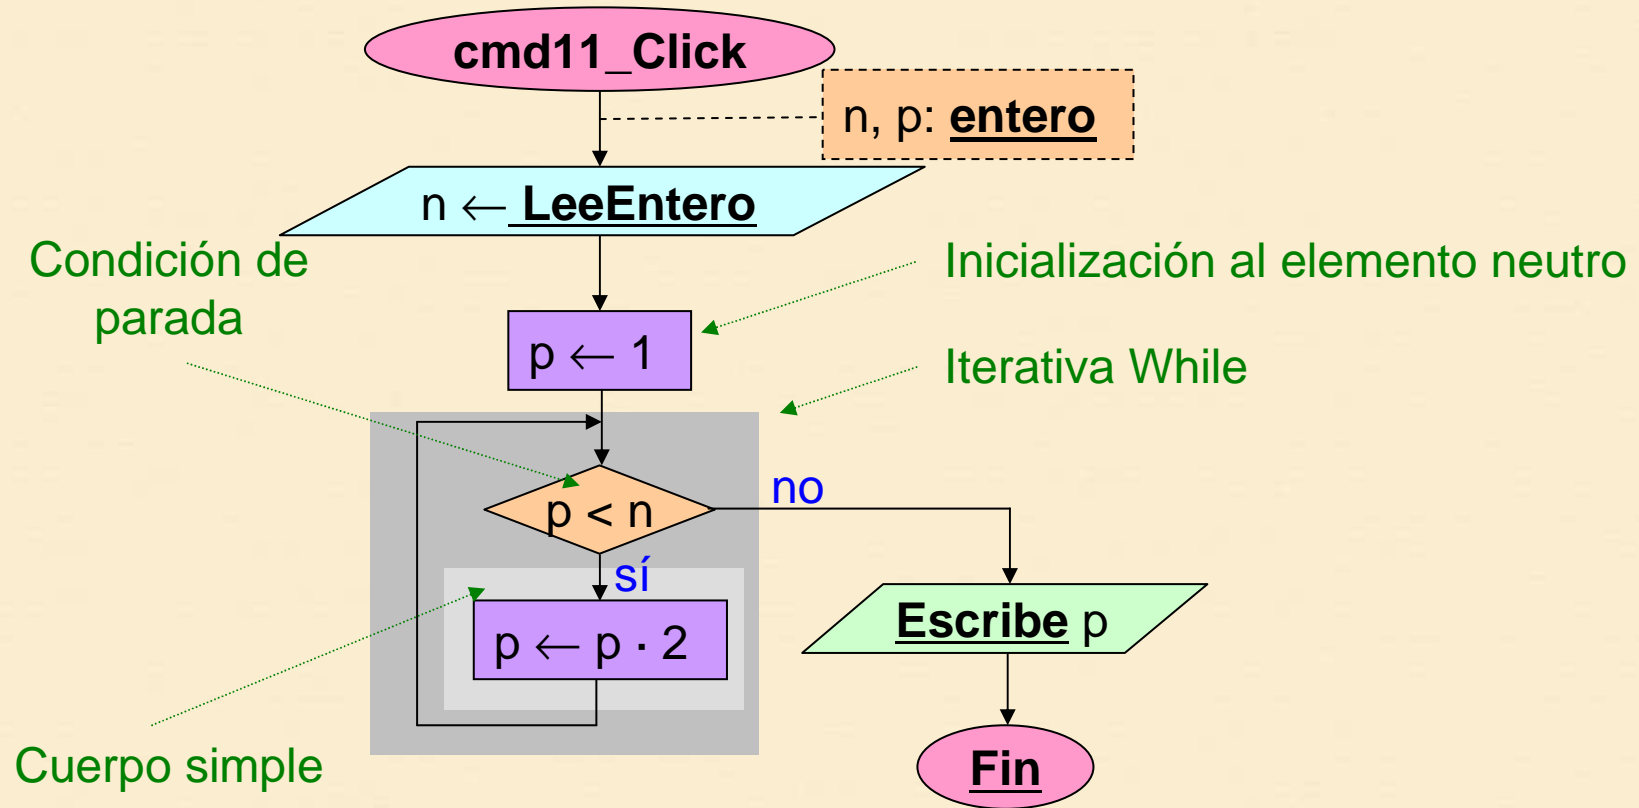 cmd11_Click
n, p: entero
n ← LeeEntero
Condición de
parada
Inicialización al elemento neutro
p ← 1
Iterativa While
p < n
no
sí
p ← p · 2
Escribe p
Cuerpo simple
Fin